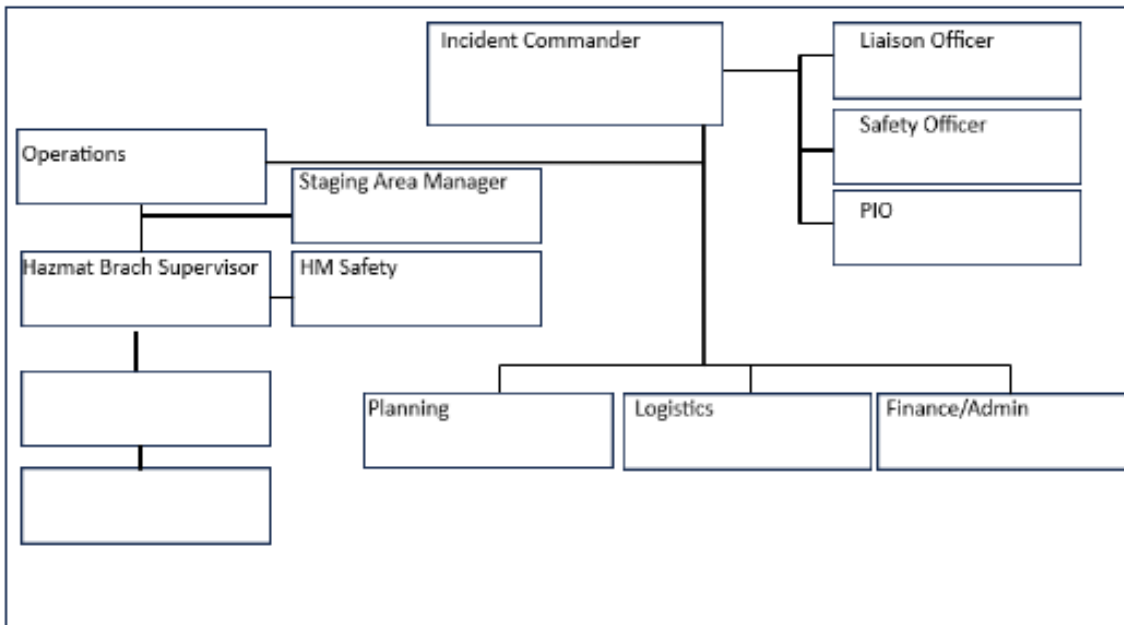 Incident Commander
Liaison Officer
Safety Officer
PIO
Operations
Staging Area Manager
Hazmat Brach Supervisor
HM Safety
Planning
Logistics
Finance/Admin